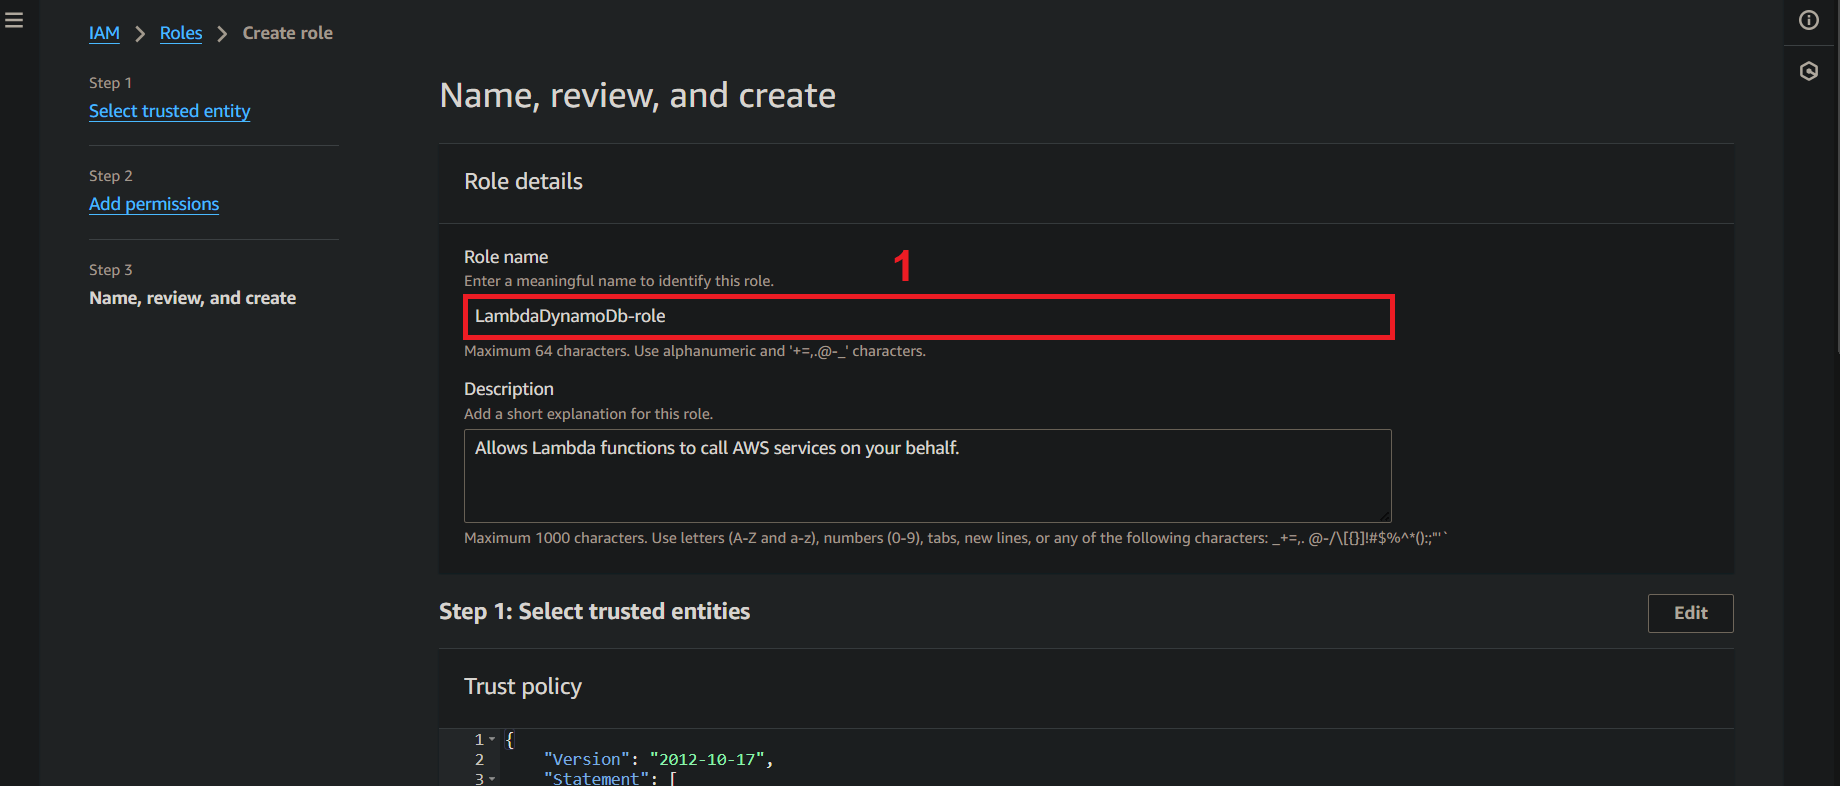 IAM > Roles > Create role
Step 1
Select trusted entity
Step 2
Add permissions
Step 3
Name, review, and create
Name, review, and create
Role details
Role name
1
Enter a meaningful name to identify this role.
LambdaDynamoDb-role
Maximum 64 characters. Use alphanumeric and '+=,.@-_' characters.
Description
Add a short explanation for this role.
Allows Lambda functions to call AWS services on your behalf.
Maximum 1000 characters. Use letters (A-Z and a-z), numbers (0-9), tabs, new lines, or any of the following characters: _+=,. @-/\[{}]!#$%^*();:"'`
Step 1: Select trusted entities
Edit
Trust policy
1 {
2 "Version": "2012-10-17",
3 "Statement": [